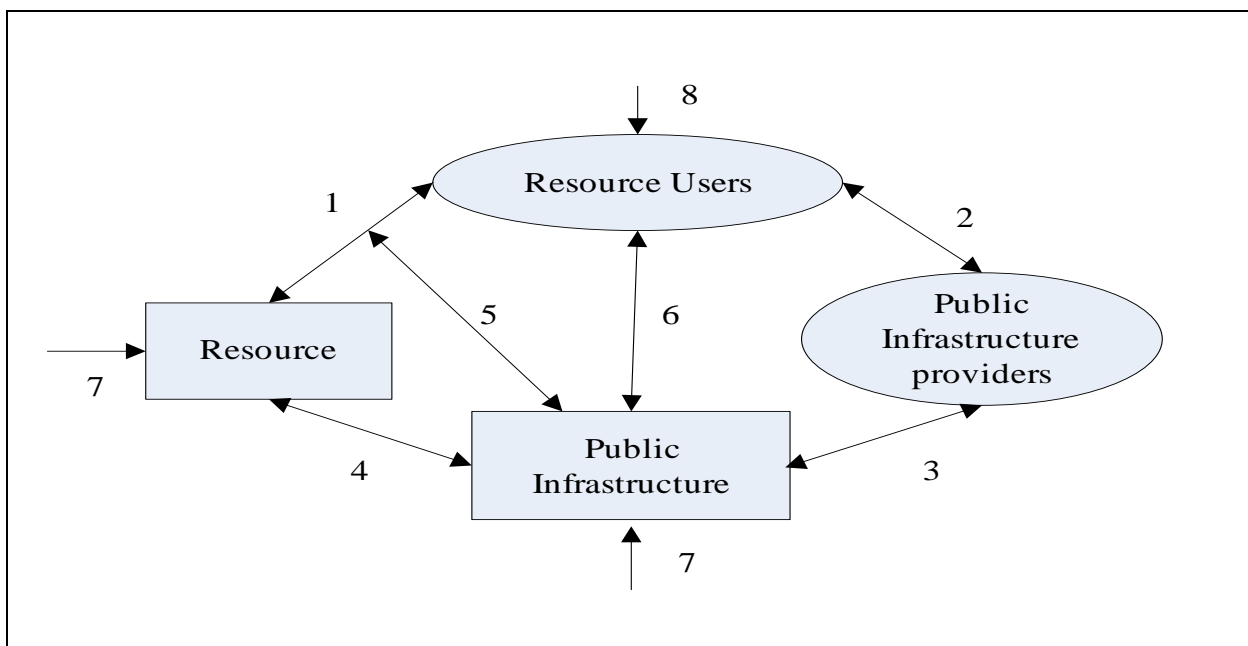 8
Resource Users
1
2
Public
Infrastructure
providers
5
6
Resource
7
Public
Infrastructure
4
3
7